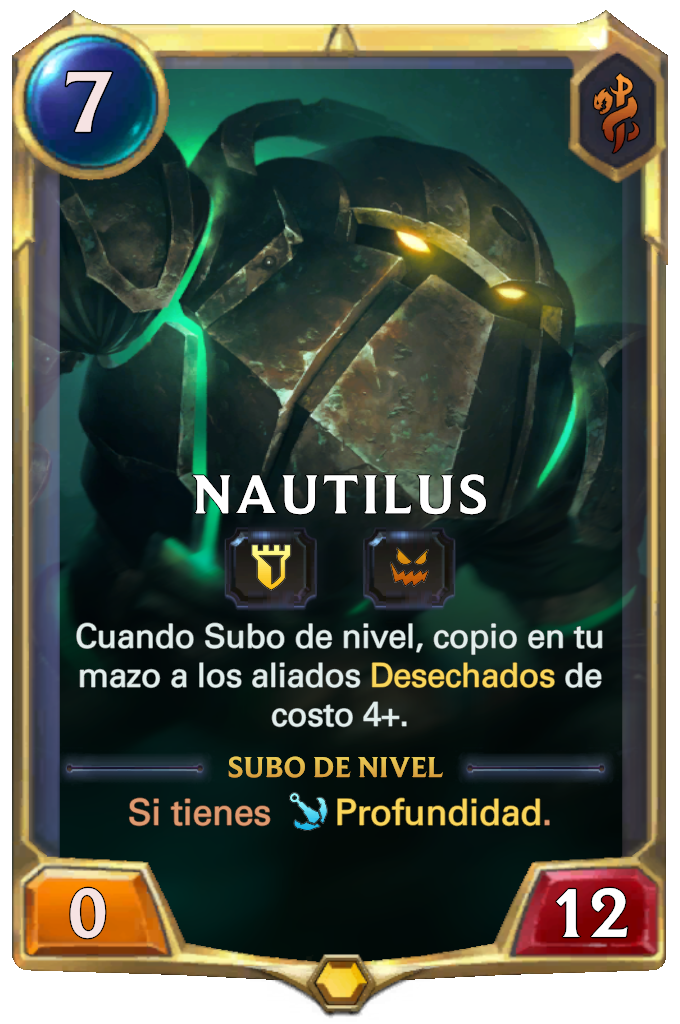 7
NAUTILUS
Cuando Subo de nivel, copio en tu
mazo a los aliados Desechados de
costo 4+.
SUBO DE NIVEL
Si tienes Profundidad.
0
12